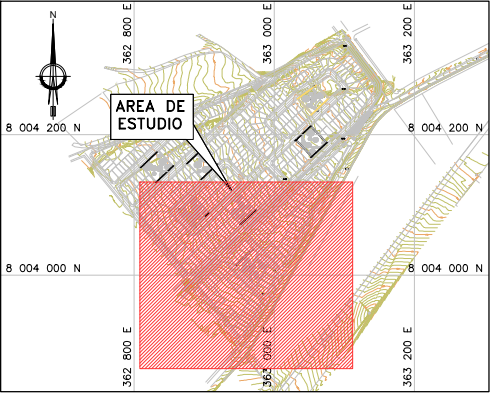 N
362 800 E
363 000 E
363 200 E
AREA DE
ESTUDIO
8 004 200 N
8 004 200 N
8 004 000 N
8 004 000 N
362 800 E
363 000 E
363 200 E